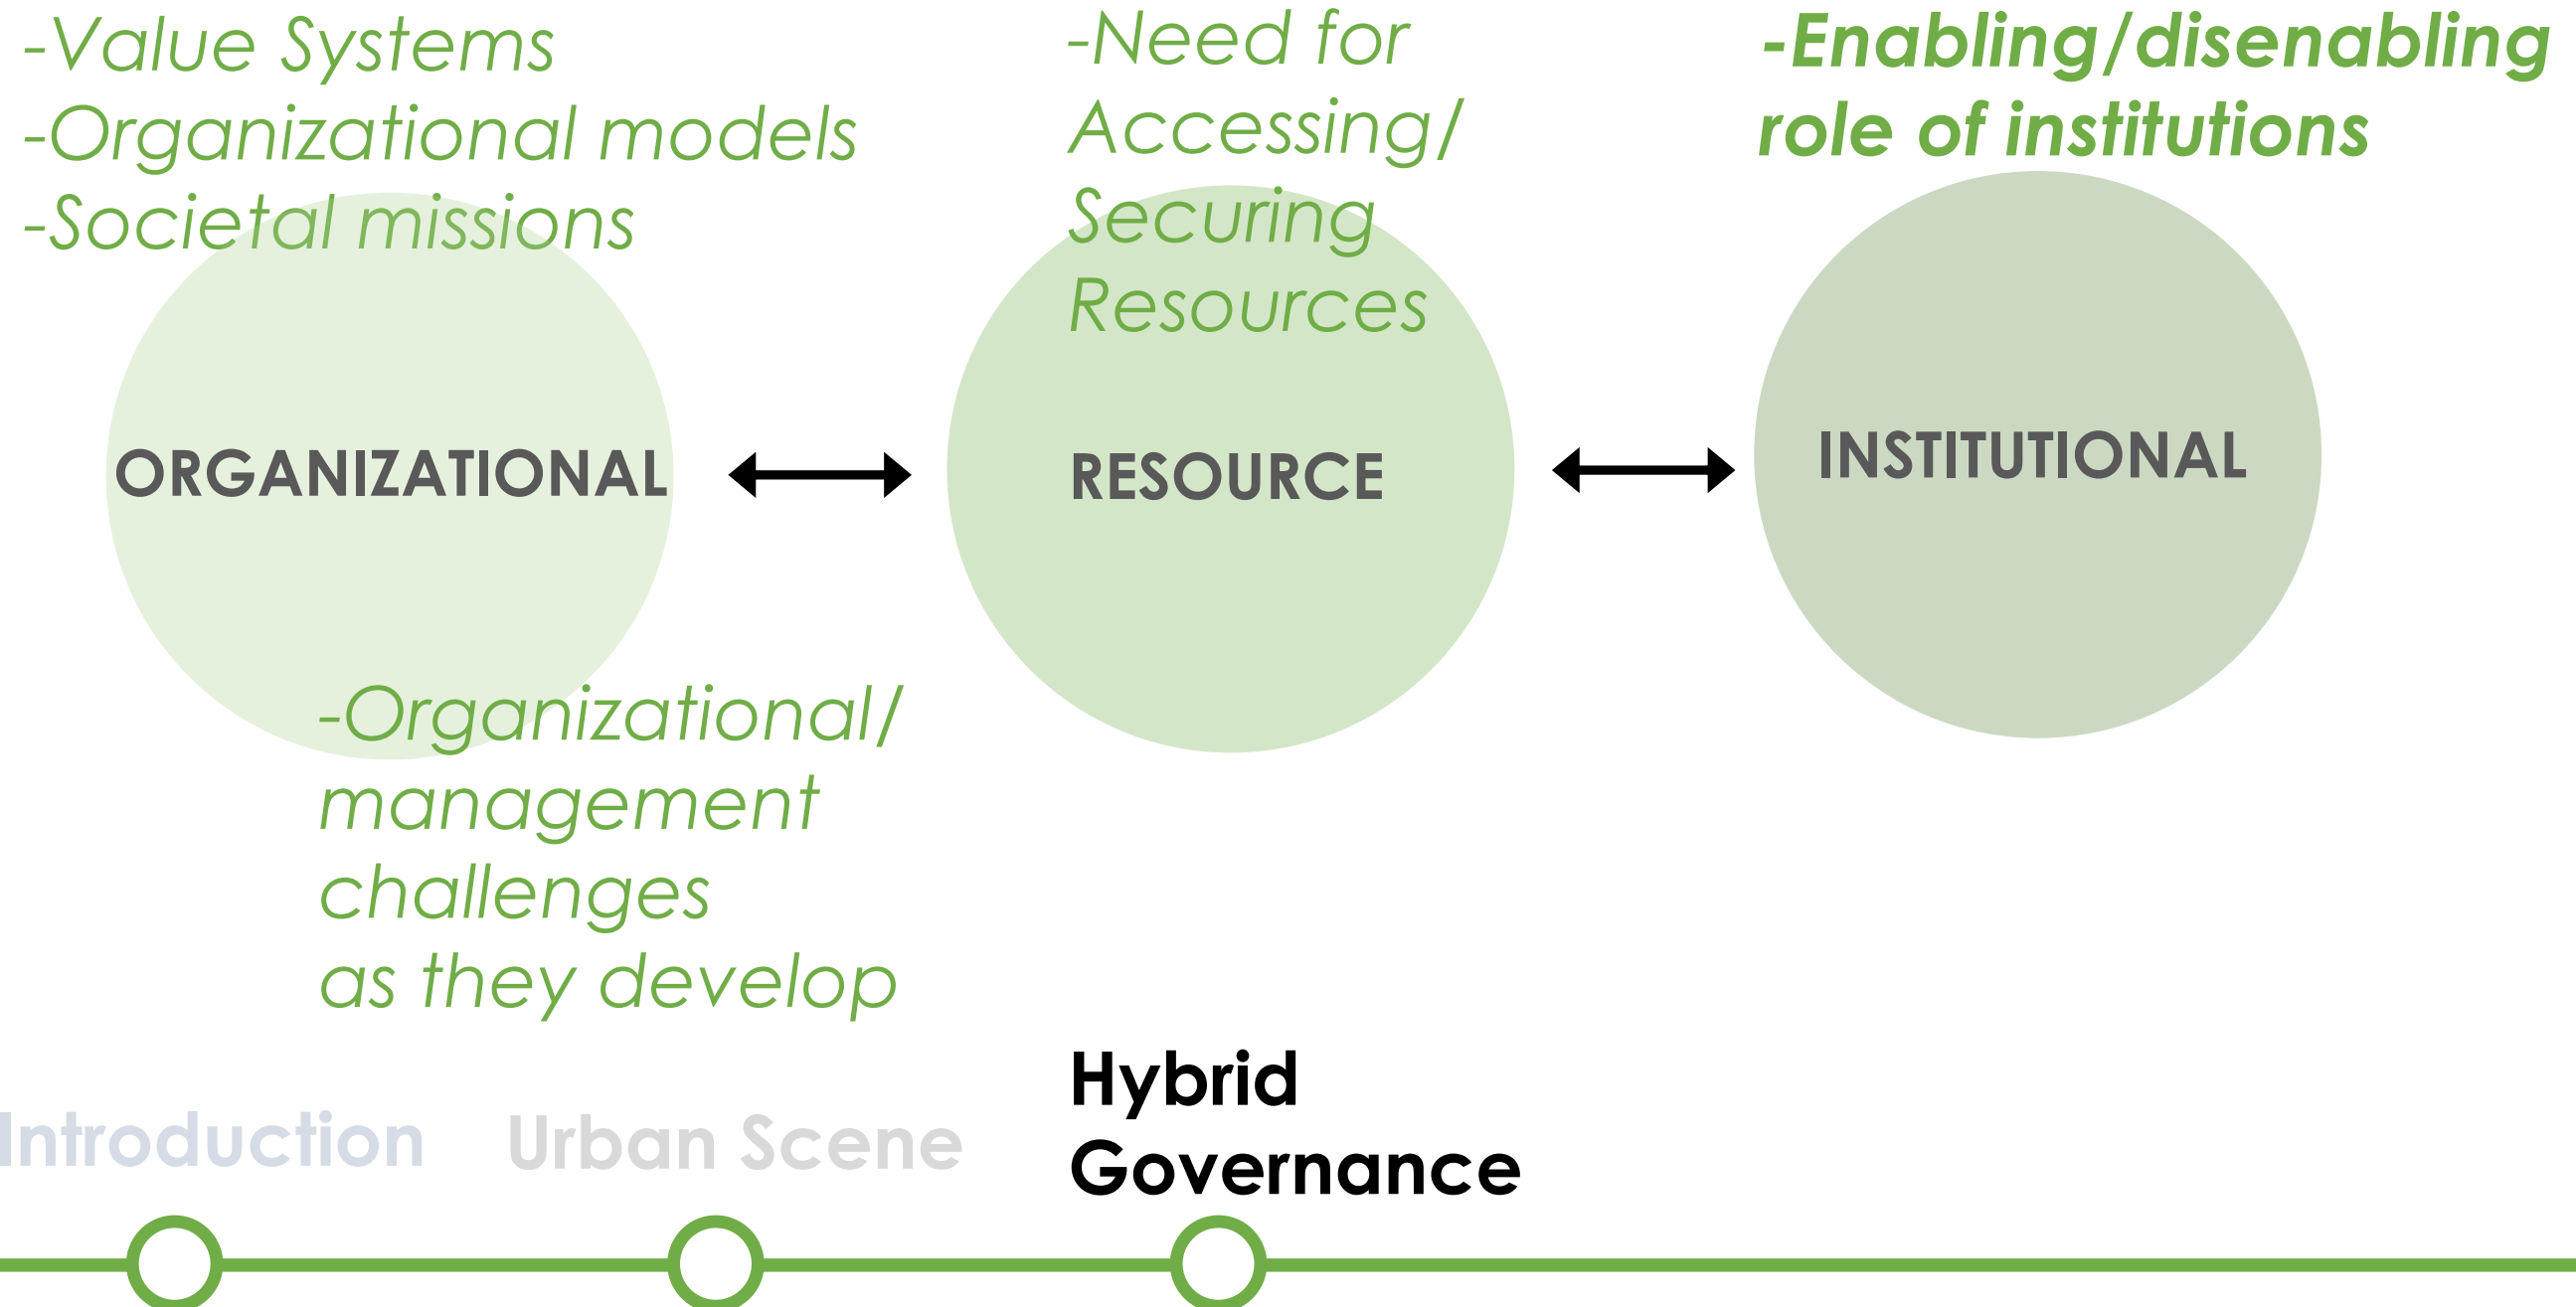 -Value Systems
-Organizational models
-Societal missions
-Need for
Accessing/
Securing
Resources
-Enabling/disenabling
role of institutions
ORGANIZATIONAL
RESOURCE
INSTITUTIONAL
-Organizational/
management
challenges
as they develop
Introduction
Urban Scene
Hybrid
Governance